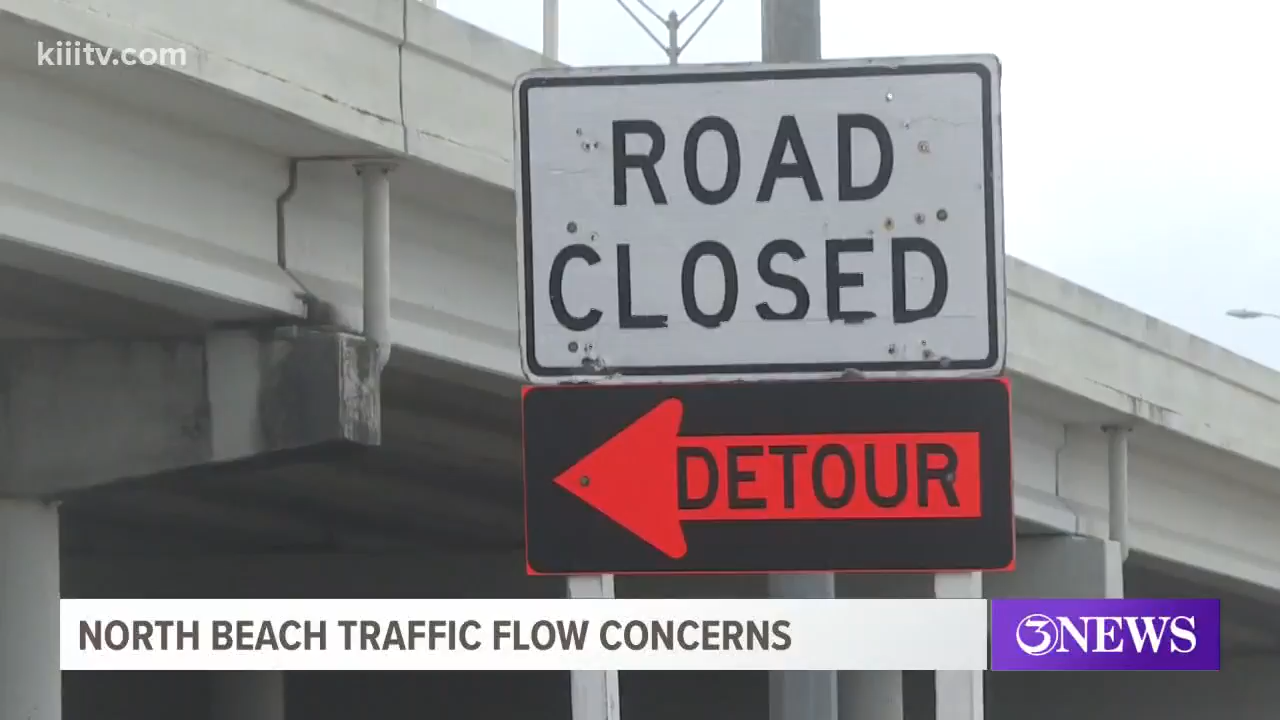 kiiitv.com
ROAD
CLOSED
DETOUR
NORTH BEACH TRAFFIC FLOW CONCERNS
3NEWS